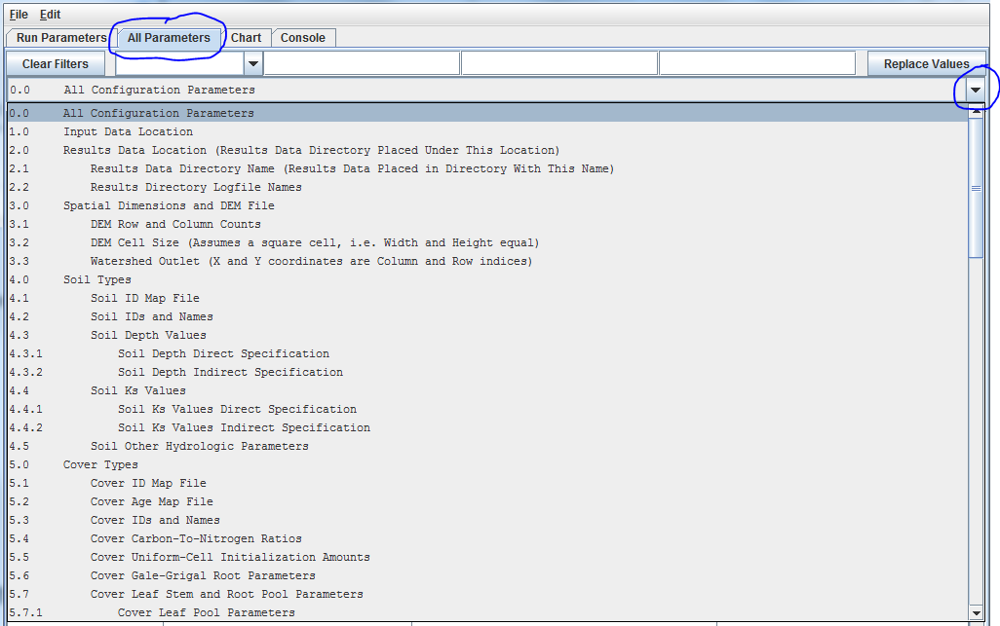 File Edit
Run Parameters All Parameters Chart Console
Clear Filters Replace Values
0.0 All Configuration Parameters
0.0 All Configuration Parameters
1.0 Input Data Location
2.0 Results Data Location (Results Data Directory Placed Under This Location)
2.1 Results Data Directory Name (Results Data Placed in Directory With This Name)
2.2 Results Directory Logfile Names
3.0 Spatial Dimensions and DEM File
3.1 DEM Row and Column Counts
3.2 DEM Cell Size (Assumes a square cell, i.e. Width and Height equal)
3.3 Watershed Outlet (X and Y coordinates are Column and Row indices)
4.0 Soil Types
4.1 Soil ID Map File
4.2 Soil IDs and Names
4.3 Soil Depth Values
4.3.1 Soil Depth Direct Specification
4.3.2 Soil Depth Indirect Specification
4.4 Soil Ks Values
4.4.1 Soil Ks Values Direct Specification
4.4.2 Soil Ks Values Indirect Specification
4.5 Soil Other Hydrologic Parameters
5.0 Cover Types
5.1 Cover ID Map File
5.2 Cover Age Map File
5.3 Cover IDs and Names
5.4 Cover Carbon-To-Nitrogen Ratios
5.5 Cover Uniform-Cell Initialization Amounts
5.6 Cover Gale-Grigal Root Parameters
5.7 Cover Leaf Stem and Root Pool Parameters
5.7.1 Cover Leaf Pool Parameters